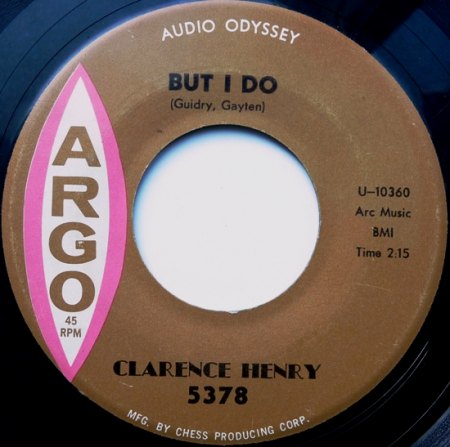 AUDIO ODYSSEY
BUT I DO
(Guidry, Gayten)
ARGO
45
RPM
U-10360
Arc Music
BMI
Time 2:15
CLARENCE HENRY
5378
MFG. BY CHESS PRODUCING CORP.